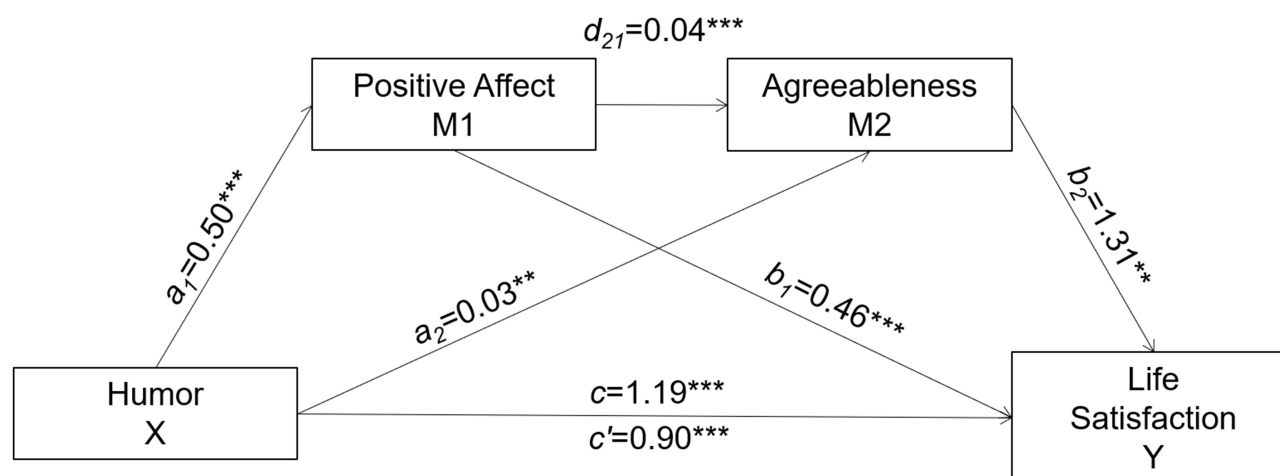 d21=0.04***
Positive Affect
M1
Agreeableness
M2
a1=0.50***
a2=0.03**
b1=0.46***
b2=1.31**
Humor
X
c=1.19***
c'=0.90***
Life
Satisfaction
Y